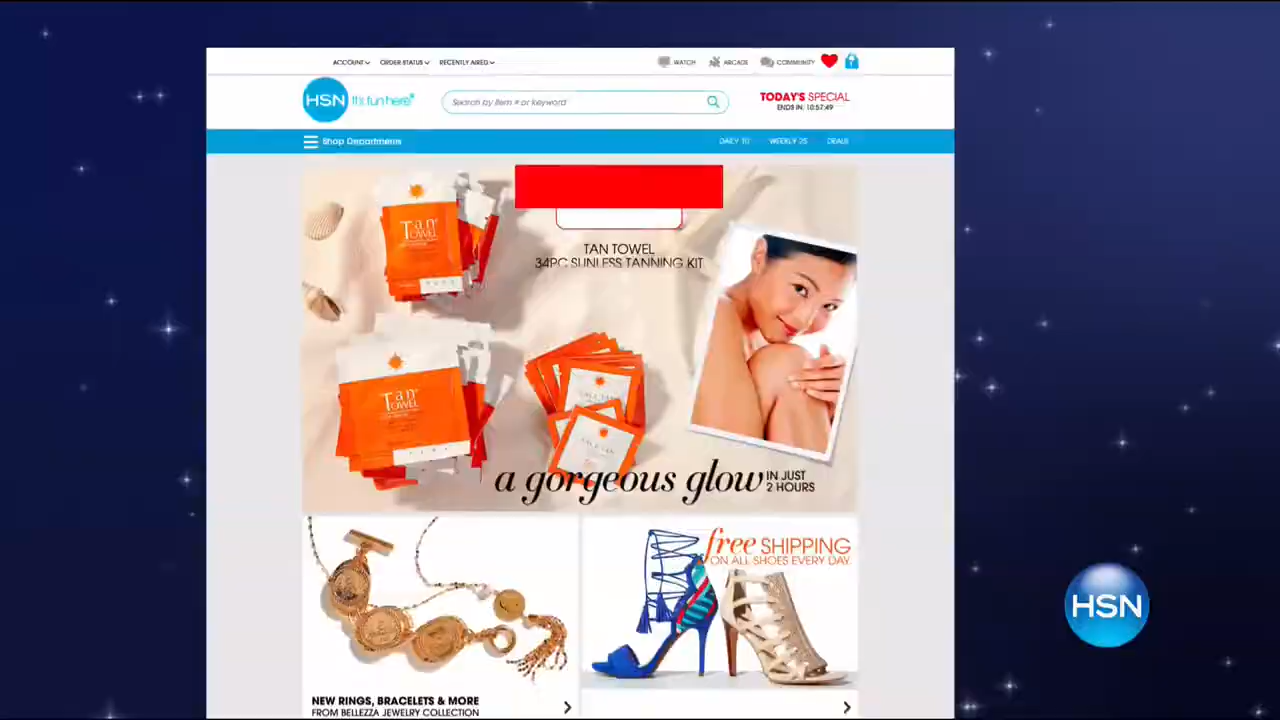 ACCOUNT ORDER STATUS RECENTLY AIRED WATCH ARCADE COMMUNITY
HSN It's fun here® Search by item # or keyword TODAY'S SPECIAL
ENDS IN: 10:57:49
Shop Departments DAILY 10 WEEKLY 25 DEALS
Tan
TOWEL
TAN TOWEL
34PC SUNLESS TANNING KIT
Tan
TOWEL
a gorgeous glow IN JUST
2 HOURS
free SHIPPING
ON ALL SHOES EVERY DAY
HSN
NEW RINGS, BRACELETS & MORE
FROM BELLEZZA JEWELRY COLLECTION